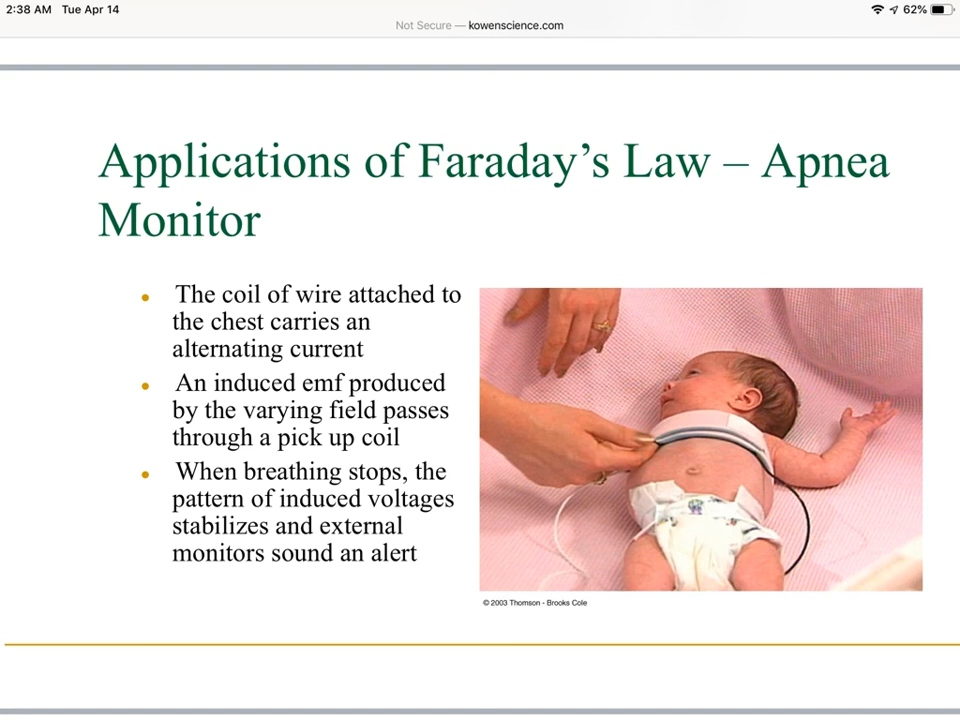 2:38 AM Tue Apr 14
62%
Not Secure — kowenscience.com
Applications of Faraday's Law – Apnea
Monitor
• The coil of wire attached to
the chest carries an
alternating current
• An induced emf produced
by the varying field passes
through a pick up coil
• When breathing stops, the
pattern of induced voltages
stabilizes and external
monitors sound an alert
© 2003 Thomson - Brooks Cole